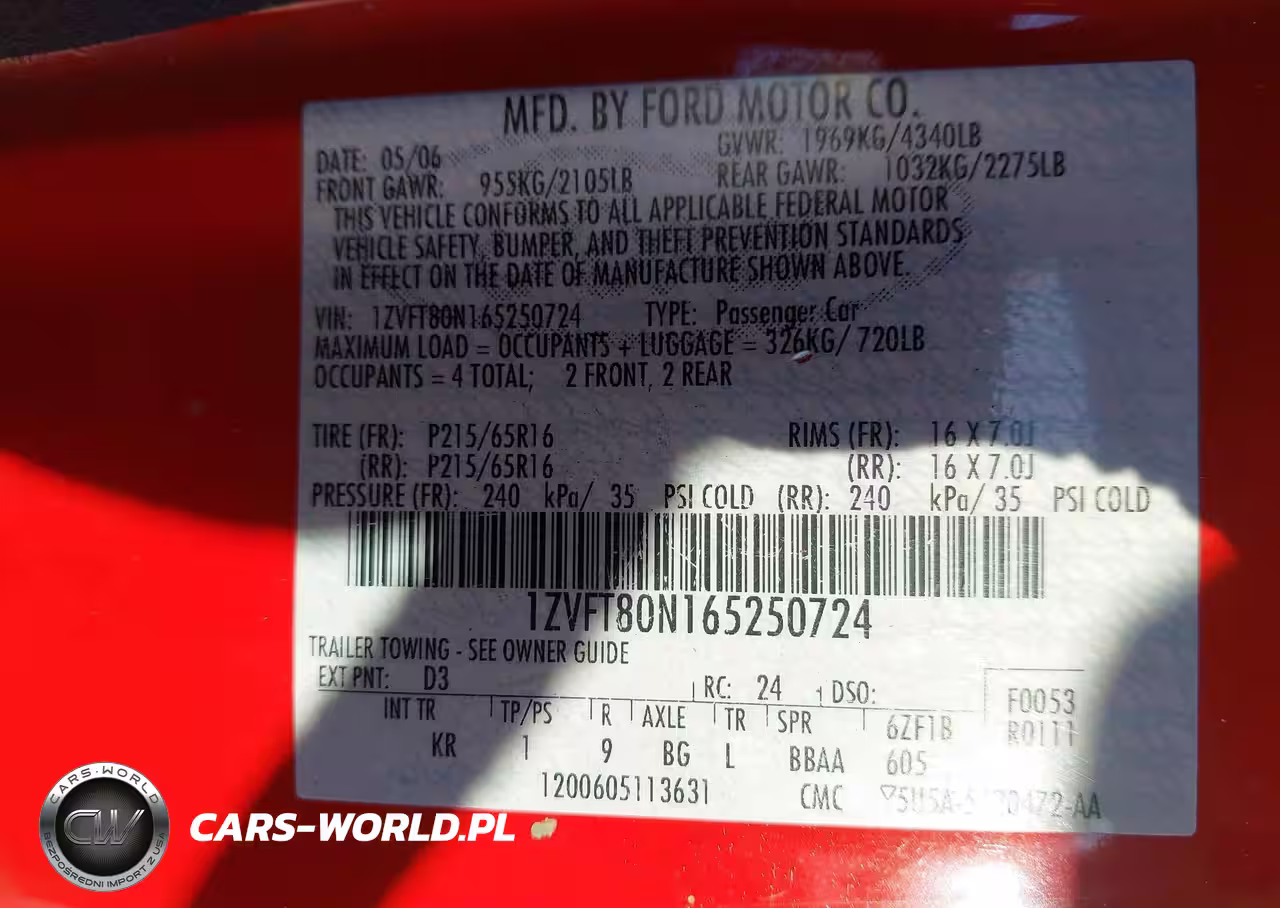 MFD. BY FORD MOTOR CO.
DATE: 05/06 GVWR: 1969KG/4340LB
FRONT GAWR: 955KG/2105LB REAR GAWR: 1032KG/2275LB
THIS VEHICLE CONFORMS TO ALL APPLICABLE FEDERAL MOTOR
VEHICLE SAFETY, BUMPER, AND THEFT PREVENTION STANDARDS
IN EFFECT ON THE DATE OF MANUFACTURE SHOWN ABOVE.
VIN: 1ZVFT80N165250724 TYPE: Passenger Car
MAXIMUM LOAD = OCCUPANTS + LUGGAGE = 326KG/ 720LB
OCCUPANTS = 4 TOTAL; 2 FRONT, 2 REAR
TIRE (FR): P215/65R16 RIMS (FR): 16 X 7.0J
(RR): P215/65R16 (RR): 16 X 7.0J
PRESSURE (FR): 240 kPa/ 35 PSI COLD (RR): 240 kPa/ 35 PSI COLD
1ZVFT80N165250724
TRAILER TOWING - SEE OWNER GUIDE
EXT PNT: D3 RC: 24 DSO: F0053
INT TR TP/PS R AXLE TR SPR 6ZF1B R0111
KR 1 9 BG L BBAA 605
1200605113631 CMC
CARS-WORLD
CW
BEZPOŚREDNI IMPORT Z USA
CARS-WORLD.PL